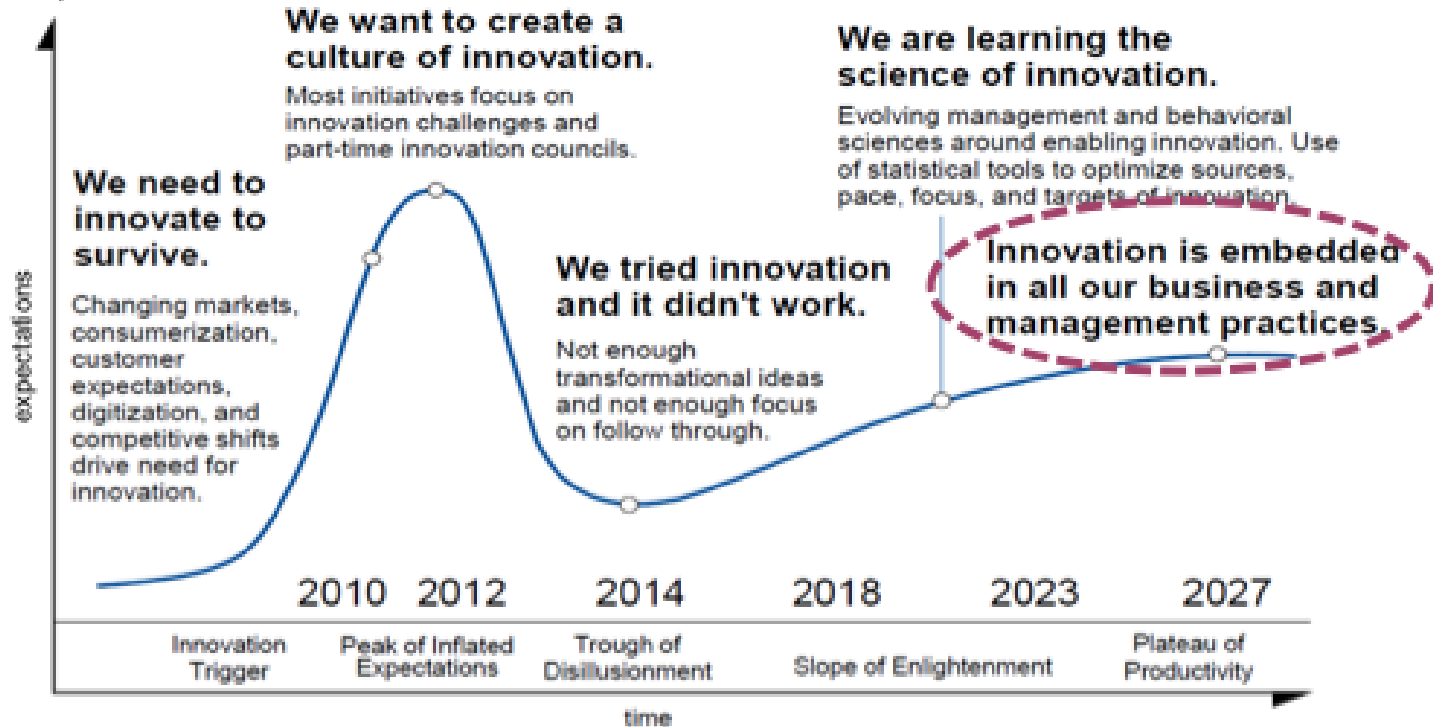 We want to create a
culture of innovation.
Most initiatives focus on
innovation challenges and
part-time innovation councils.
We are learning the
science of innovation.
Evolving management and behavioral
sciences around enabling innovation. Use
of statistical tools to optimize sources,
pace, focus, and targets of innovation.
We need to
innovate to
survive.
Changing markets,
consumerization,
customer
expectations,
digitization, and
competitive shifts
drive need for
innovation.
We tried innovation
and it didn't work.
Not enough
transformational ideas
and not enough focus
on follow through.
Innovation is embedded
in all our business and
management practices.
expectations
2010 2012 2014 2018 2023 2027
Innovation
Trigger
Peak of Inflated
Expectations
Trough of
Disillusionment
Slope of Enlightenment
Plateau of
Productivity
time